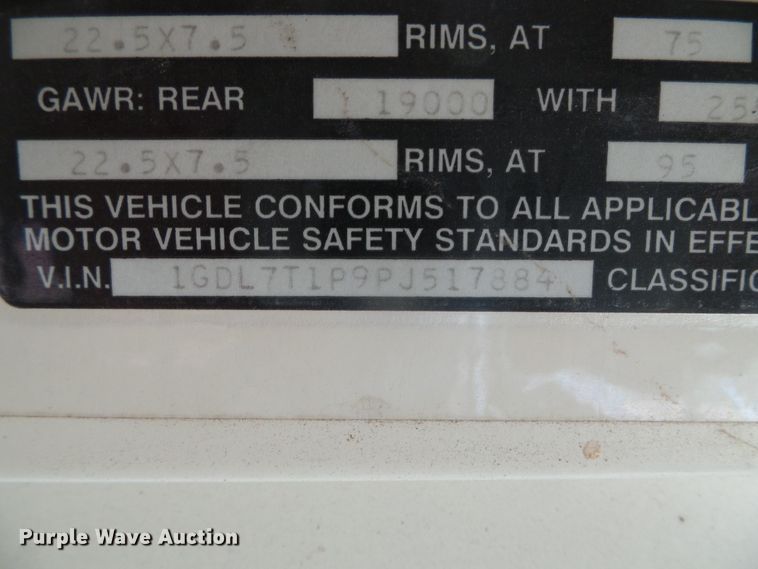 22.5X7.5 RIMS, AT 75
GAWR: REAR 19000 WITH 25
22.5X7.5 RIMS, AT 95
THIS VEHICLE CONFORMS TO ALL APPLICABL
MOTOR VEHICLE SAFETY STANDARDS IN EFFE
V.I.N. 1GDL7T1P9PJ517884 CLASSIFIC
Purple Wave Auction